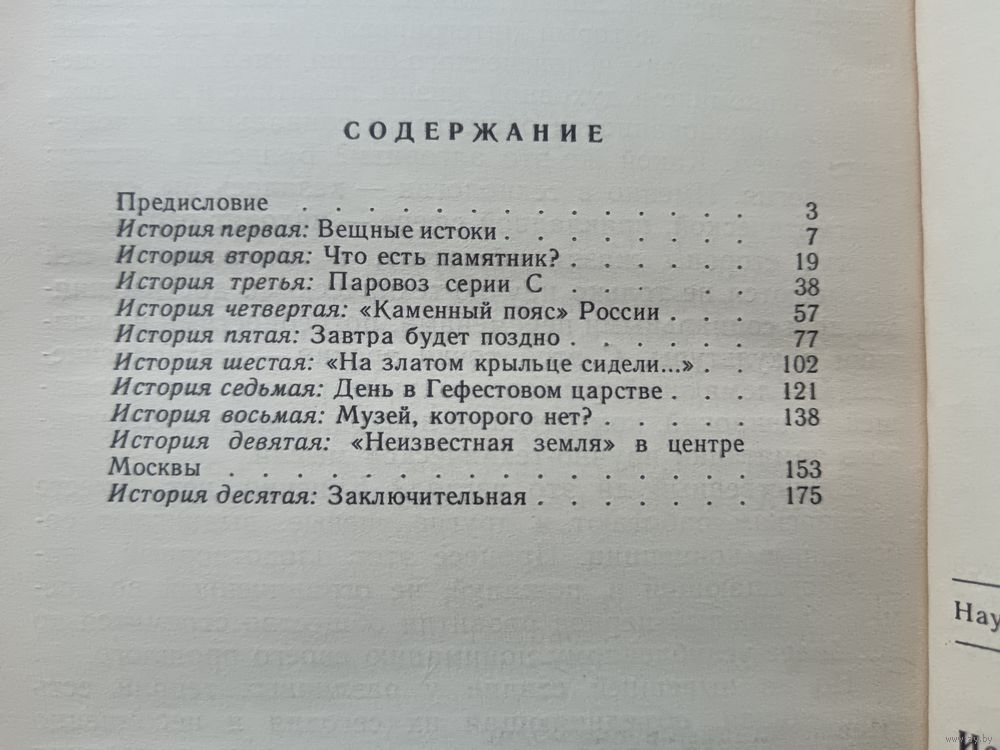 СОДЕРЖАНИЕ
Предисловие . . . . . . . . . . . . . . 3
История первая: Вещные истоки . . . . . . . 7
История вторая: Что есть памятник? . . . . . . 19
История третья: Паровоз серии С . . . . . . 38
История четвертая: «Каменный пояс» России . . . 57
История пятая: Завтра будет поздно . . . . . . 77
История шестая: «На златом крыльце сидели...» . . 102
История седьмая: День в Гефестовом царстве . . . 121
История восьмая: Музей, которого нет? . . . . . 138
История девятая: «Неизвестная земля» в центре
Москвы . . . . . . . . . . . . . . . 153
История десятая: Заключительная . . . . . . . 175